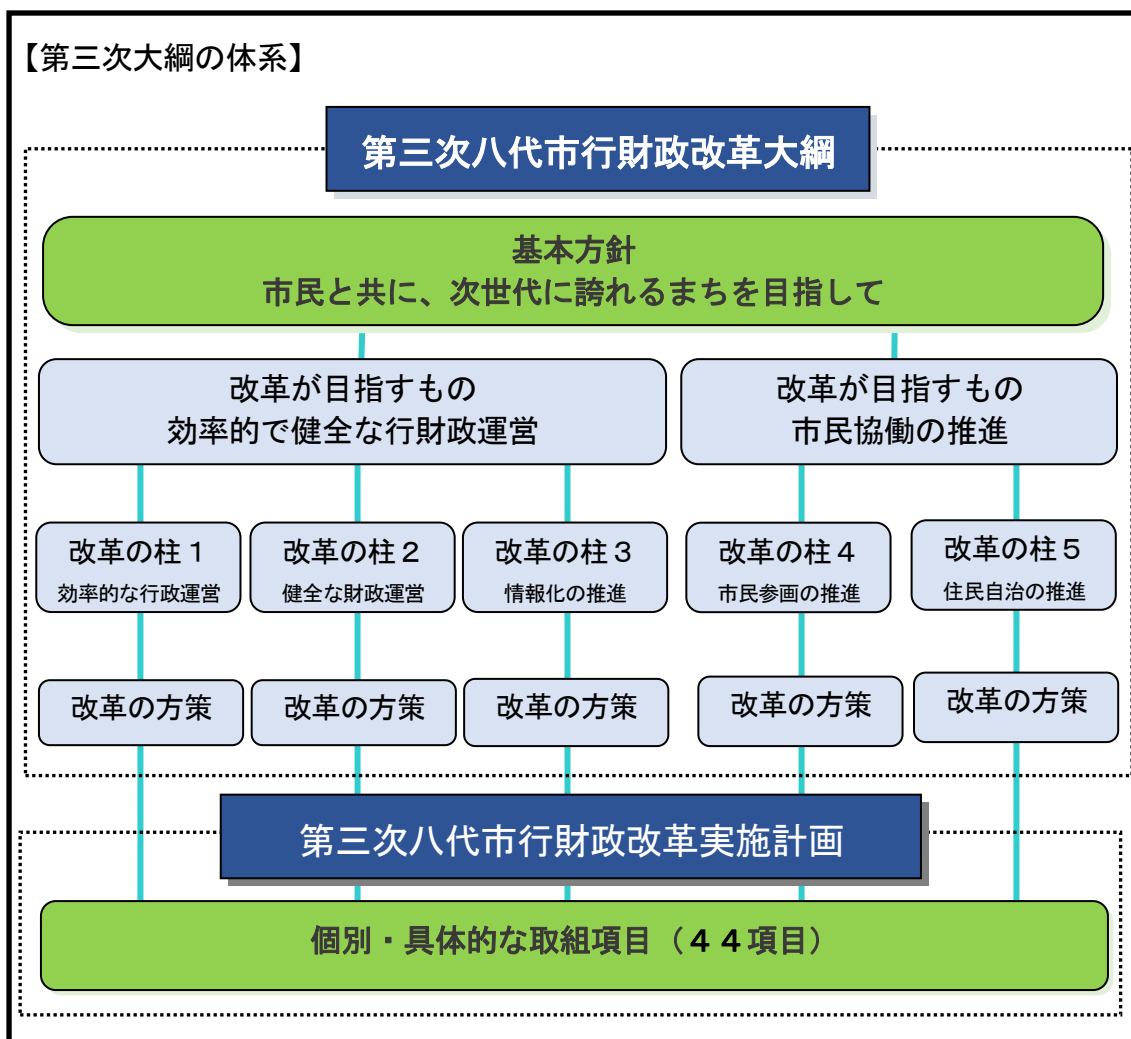 【第三次大綱の体系】
第三次八代市行財政改革大綱
基本方針
市民と共に、次世代に誇れるまちを目指して
改革が目指すもの
効率的で健全な行財政運営
改革が目指すもの
市民協働の推進
改革の柱1
効率的な行政運営
改革の柱2
健全な財政運営
改革の柱3
情報化の推進
改革の柱4
市民参画の推進
改革の柱5
住民自治の推進
改革の方策
改革の方策
改革の方策
改革の方策
改革の方策
第三次八代市行財政改革実施計画
個別・具体的な取組項目（44項目）